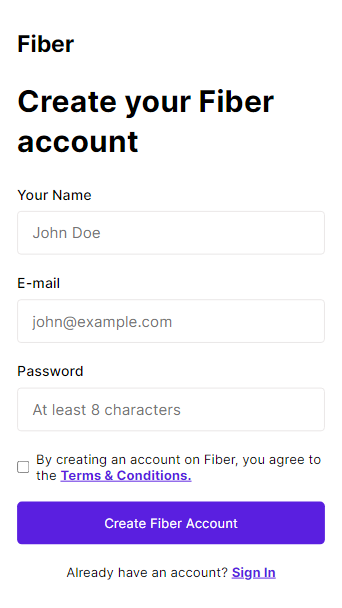 Fiber
Create your Fiber
account
Your Name
John Doe
E-mail
john@example.com
Password
At least 8 characters
By creating an account on Fiber, you agree to
the Terms & Conditions.
Create Fiber Account
Already have an account? Sign In